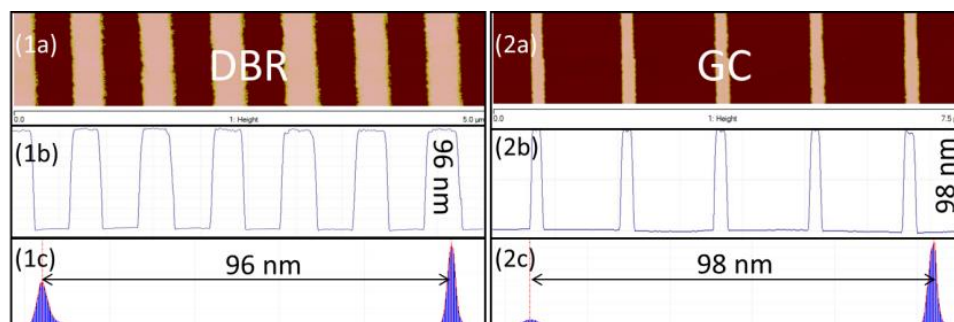 (1a)
DBR
0.0 1: Height 5.0 µm
(1b)
96 nm
(1c)
96 nm
(2a)
GC
0.0 1: Height 7.5 µ
(2b)
98 nm
(2c)
98 nm